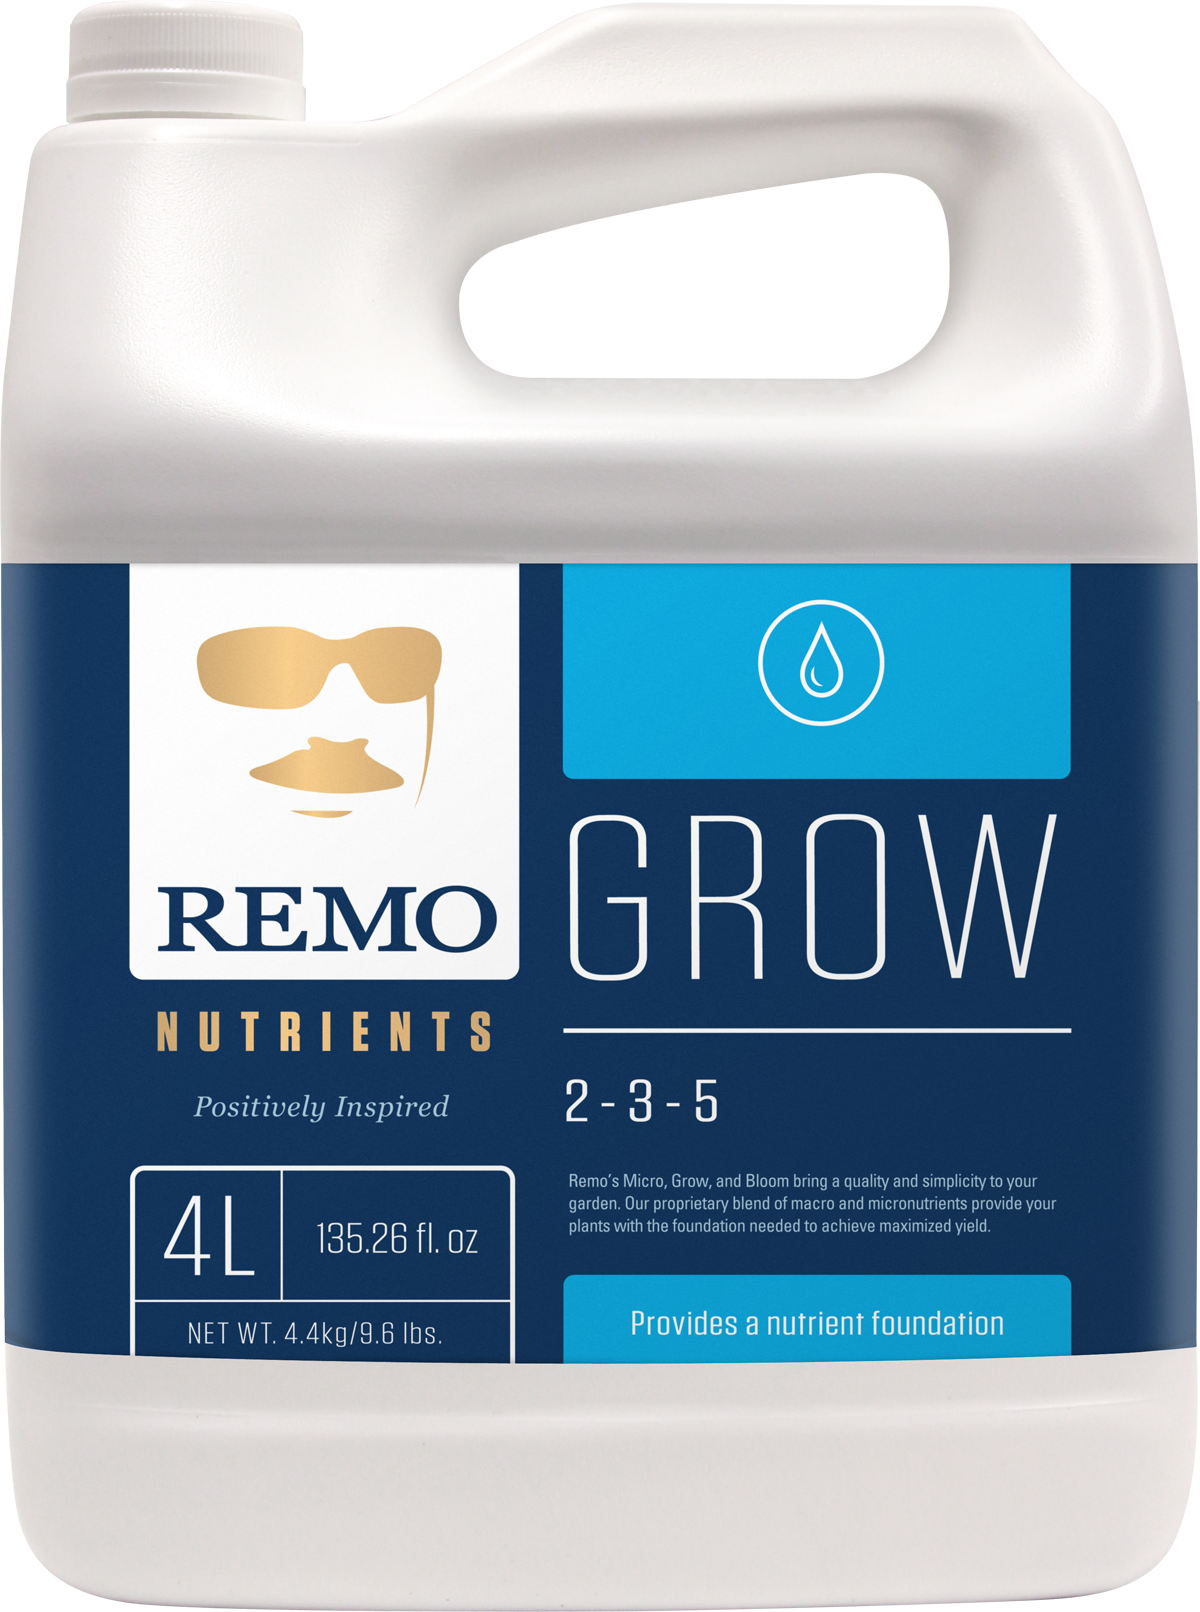 REMO
NUTRIENTS
Positively Inspired
4L
135.26 fl. oz
NET WT. 4.4kg/9.6 lbs.
GROW
2 - 3 - 5
Remo's Micro, Grow, and Bloom bring a quality and simplicity to your
garden. Our proprietary blend of macro and micronutrients provide your
plants with the foundation needed to achieve maximized yield.
Provides a nutrient foundation